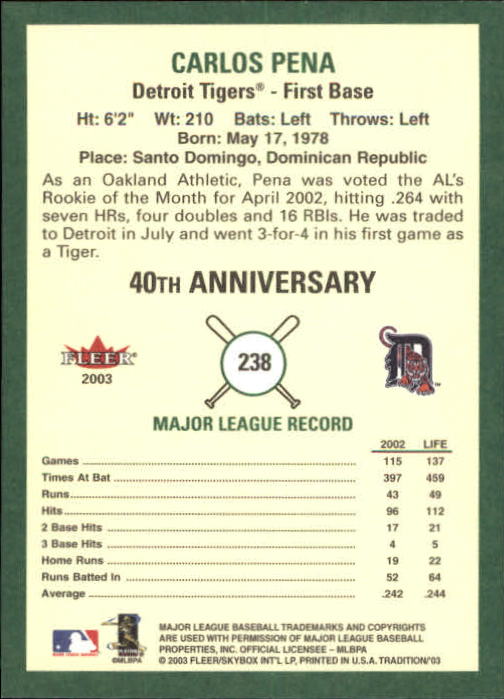 CARLOS PENA
Detroit Tigers® - First Base
Ht: 6'2" Wt: 210 Bats: Left Throws: Left
Born: May 17, 1978
Place: Santo Domingo, Dominican Republic
As an Oakland Athletic, Pena was voted the AL's
Rookie of the Month for April 2002, hitting .264 with
seven HRs, four doubles and 16 RBIs. He was traded
to Detroit in July and went 3-for-4 in his first game as
a Tiger.
40TH ANNIVERSARY
FLEER®
2003
238
D
MAJOR LEAGUE RECORD
2002 LIFE
Games 115 137
Times At Bat 397 459
Runs 43 49
Hits 96 112
2 Base Hits 17 21
3 Base Hits 4 5
Home Runs 19 22
Runs Batted In 52 64
Average .242 .244
©MLBPA
MAJOR LEAGUE BASEBALL TRADEMARKS AND COPYRIGHTS
ARE USED WITH PERMISSION OF MAJOR LEAGUE BASEBALL
PROPERTIES, INC. OFFICIAL LICENSEE – MLBPA
© 2003 FLEER/SKYBOX INT'L LP, PRINTED IN U.S.A. TRADITION/'03